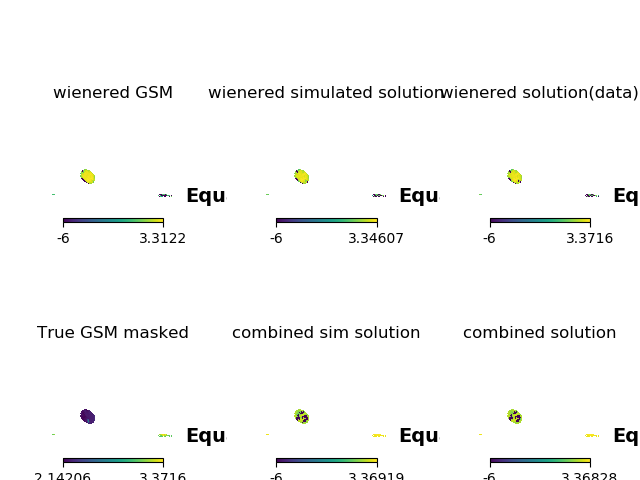 wienered GSM wienered simulated solution wienered solution(data)
Equ Equ Eq
-6 3.3122 -6 3.34607 -6 3.3716
True GSM masked combined sim solution combined solution
Equ Equ Eq
2.14206 3.3716 -6 3.36919 -6 3.36828